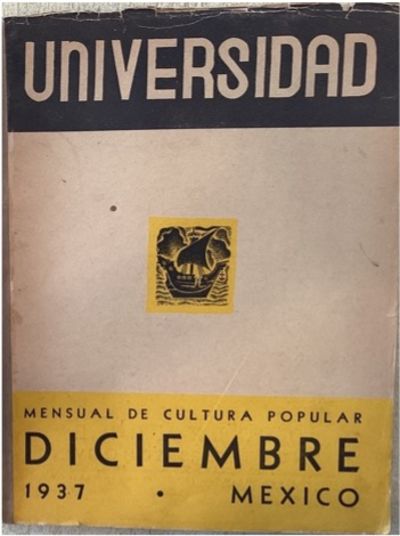 UNIVERSIDAD
MENSUAL DE CULTURA POPULAR
DICIEMBRE
1937 • MEXICO